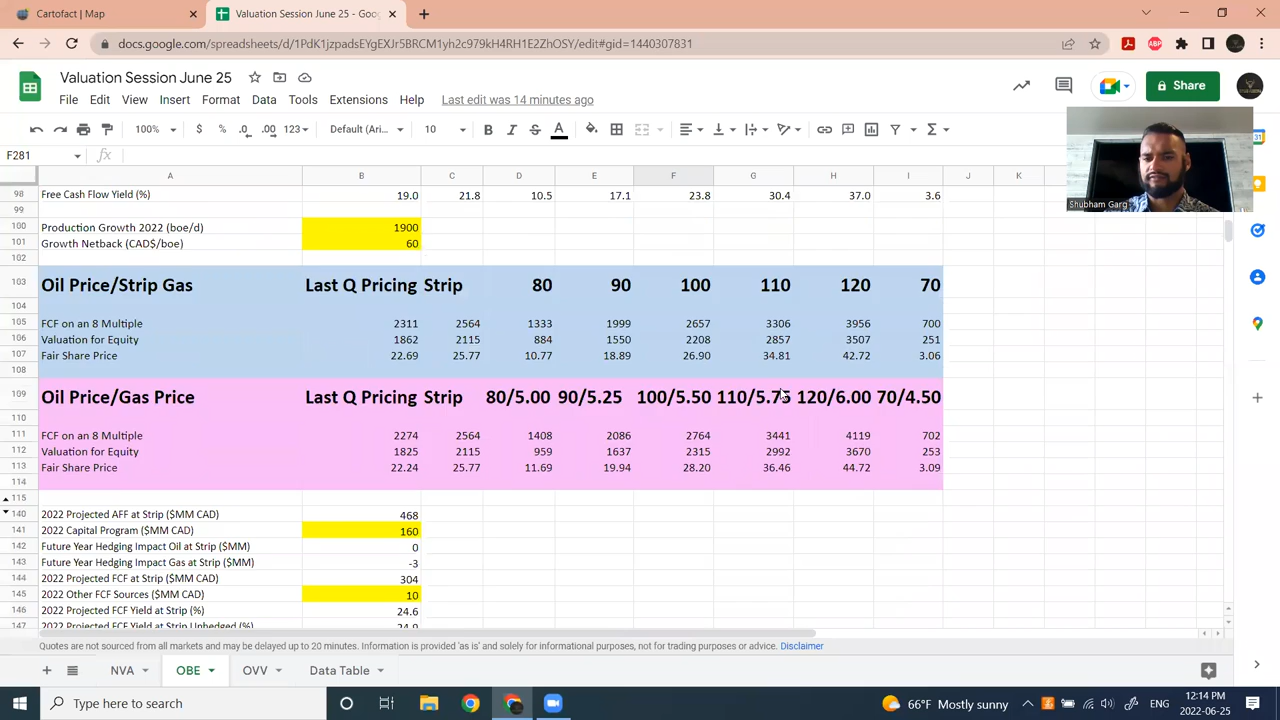 Cartofact
Valuation Session June 25 - Goo
docs.google.com/spreadsheets/d/1PdK1jzpadsEYgEXJr5BRCM1yMc_c979kH4RH1FZ7hOSY/edit#gid=1440307831
Valuation Session June 25
File Edit View Insert Format Data Tools Extensions Help Last edit was 14 minutes ago
Share
100% $ % .0 .00 123 Default (Ari... 10 B I S A
F281 fx
A B C D E F G H I J K
98 Free Cash Flow Yield (%) 19.0 21.8 10.3 17.1 23.8 30.4 37.0 3.6
99
100 Production Growth 2022 (boe/d) 1900
101 Growth Netback (CAD$/boe) 60
102
103 Oil Price/Strip Gas Last Q Pricing Strip 80 90 100 110 120 70
104
105 FCF on an 8 Multiple 2311 2564 1333 1999 2657 3306 3956 700
106 Valuation for Equity 1862 2115 884 1550 2208 2857 3507 251
107 Fair Share Price 22.69 25.77 10.77 18.89 26.90 34.81 42.72 3.06
108
109 Oil Price/Gas Price Last Q Pricing Strip 80/5.00 90/5.25 100/5.50 110/5.75 120/6.00 70/4.50
110
111 FCF on an 8 Multiple 2274 2564 1408 2086 2764 3441 4119 702
112 Valuation for Equity 1825 2115 959 1637 2315 2992 3670 253
113 Fair Share Price 22.24 25.77 11.69 19.94 28.20 36.46 44.72 3.09
114
115
140 2022 Projected AFF at Strip ($MM CAD) 468
141 2022 Capital Program ($MM CAD) 160
142 Future Year Hedging Impact Oil at Strip ($MM) 0
143 Future Year Hedging Impact Gas at Strip ($MM) -3
144 2022 Projected FCF at Strip ($MM CAD) 304
145 2022 Other FCF Sources ($MM CAD) 10
146 2022 Projected FCF Yield at Strip (%) 24.6
147 2022 Projected FCF Yield at Strip Unhedged (%) 24.9
Shubham Garg
Quotes are not sourced from all markets and may be delayed up to 20 minutes. Information is provided 'as is' and solely for informational purposes, not for trading purposes or advice. Disclaimer
NVA OBE OVV Data Table
Type here to search
66°F Mostly sunny ENG 12:14 PM 2022-06-25